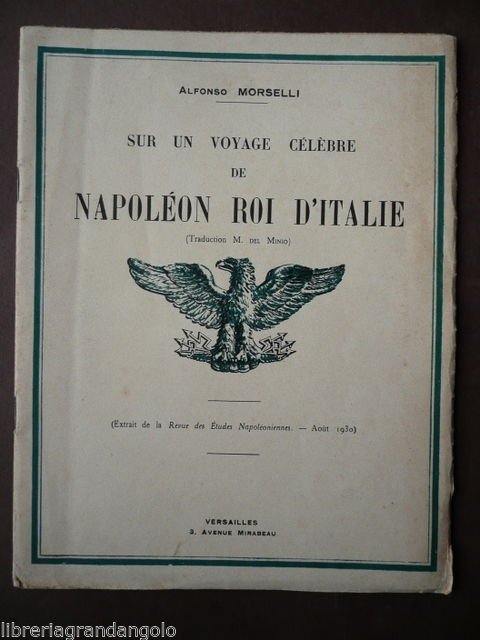 Alfonso MORSELLI
SUR UN VOYAGE CÉLÈBRE
DE
NAPOLÉON ROI D'ITALIE
(Traduction M. DEL MINIO)
(Extrait de la Revue des Études Napoléoniennes. — Août 1930)
VERSAILLES
3, AVENUE MIRABEAU
libreriagrandangolo